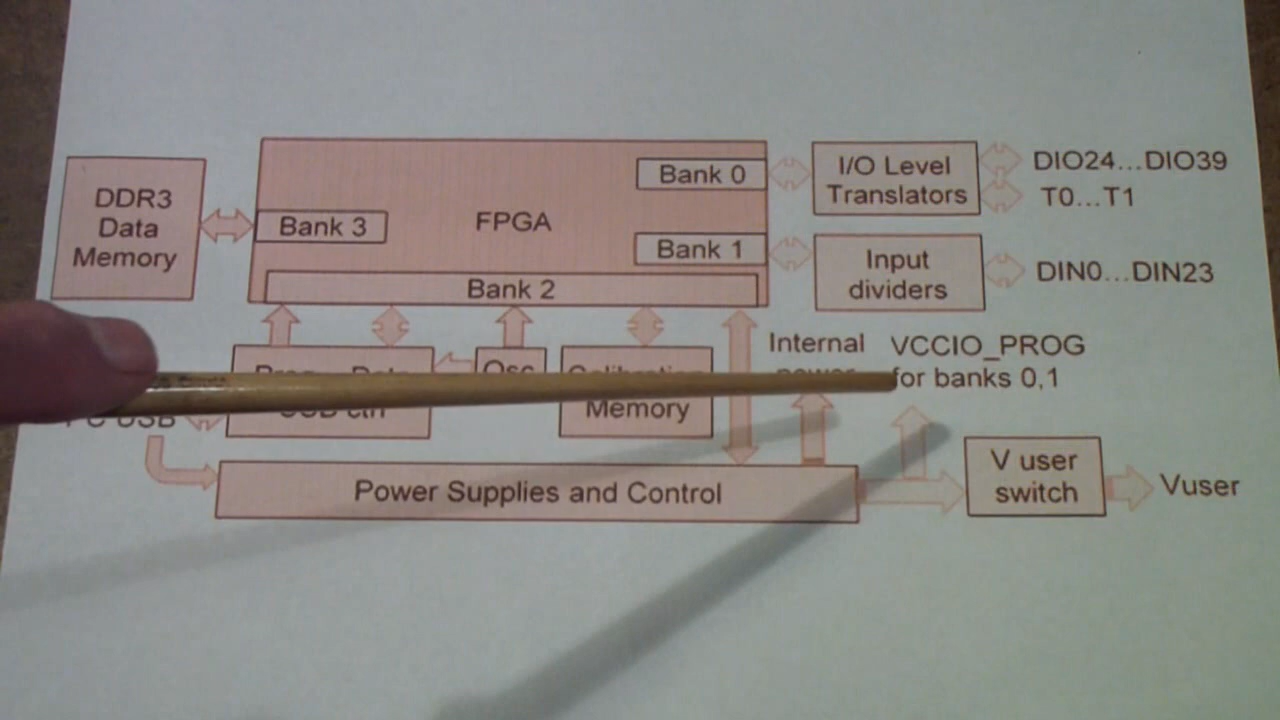 DDR3
Data
Memory
Bank 3
FPGA
Bank 0
Bank 1
Bank 2
I/O Level
Translators
DIO24...DIO39
T0...T1
Input
dividers
DIN0...DIN23
Osc
Memory
Internal
VCCIO_PROG
for banks 0,1
Power Supplies and Control
V user
switch
Vuser